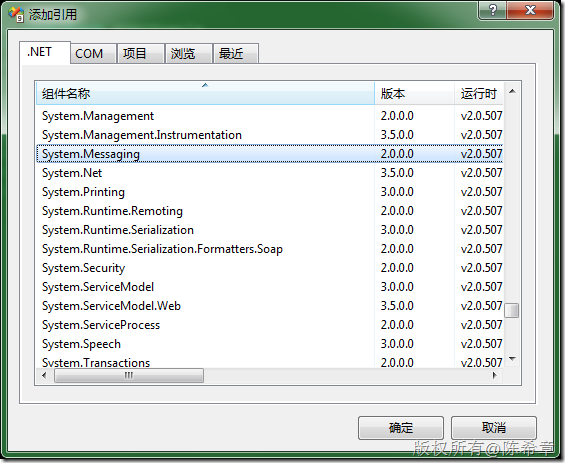 添加引用
.NET COM 项目 浏览 最近
组件名称 版本 运行时
System.Management 2.0.0.0 v2.0.507
System.Management.Instrumentation 3.5.0.0 v2.0.507
System.Messaging 2.0.0.0 v2.0.507
System.Net 3.5.0.0 v2.0.507
System.Printing 3.0.0.0 v2.0.507
System.Runtime.Remoting 2.0.0.0 v2.0.507
System.Runtime.Serialization 3.0.0.0 v2.0.507
System.Runtime.Serialization.Formatters.Soap 2.0.0.0 v2.0.507
System.Security 2.0.0.0 v2.0.507
System.ServiceModel 3.0.0.0 v2.0.507
System.ServiceModel.Web 3.5.0.0 v2.0.507
System.ServiceProcess 2.0.0.0 v2.0.507
System.Speech 3.0.0.0 v2.0.507
System.Transactions 2.0.0.0 v2.0.507
确定 取消
版权所有@陈希章